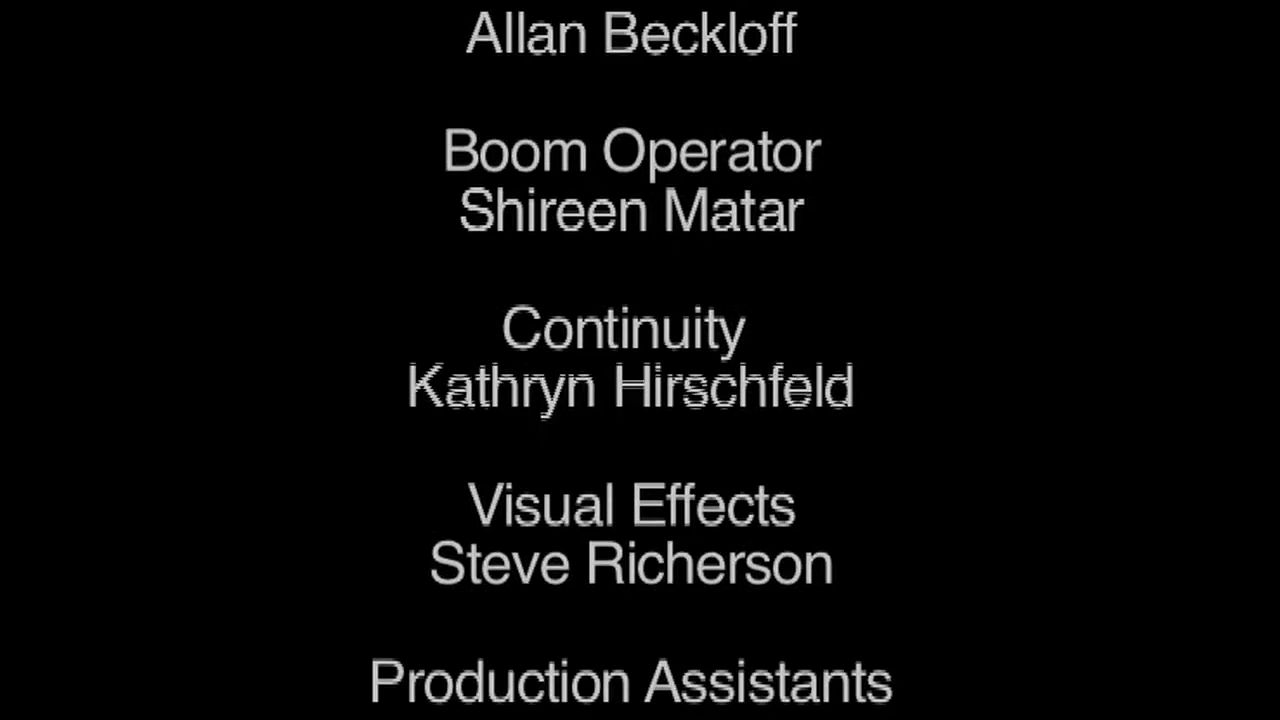 Allan Beckloff
Boom Operator
Shireen Matar
Continuity
Kathryn Hirschfeld
Visual Effects
Steve Richerson
Production Assistants